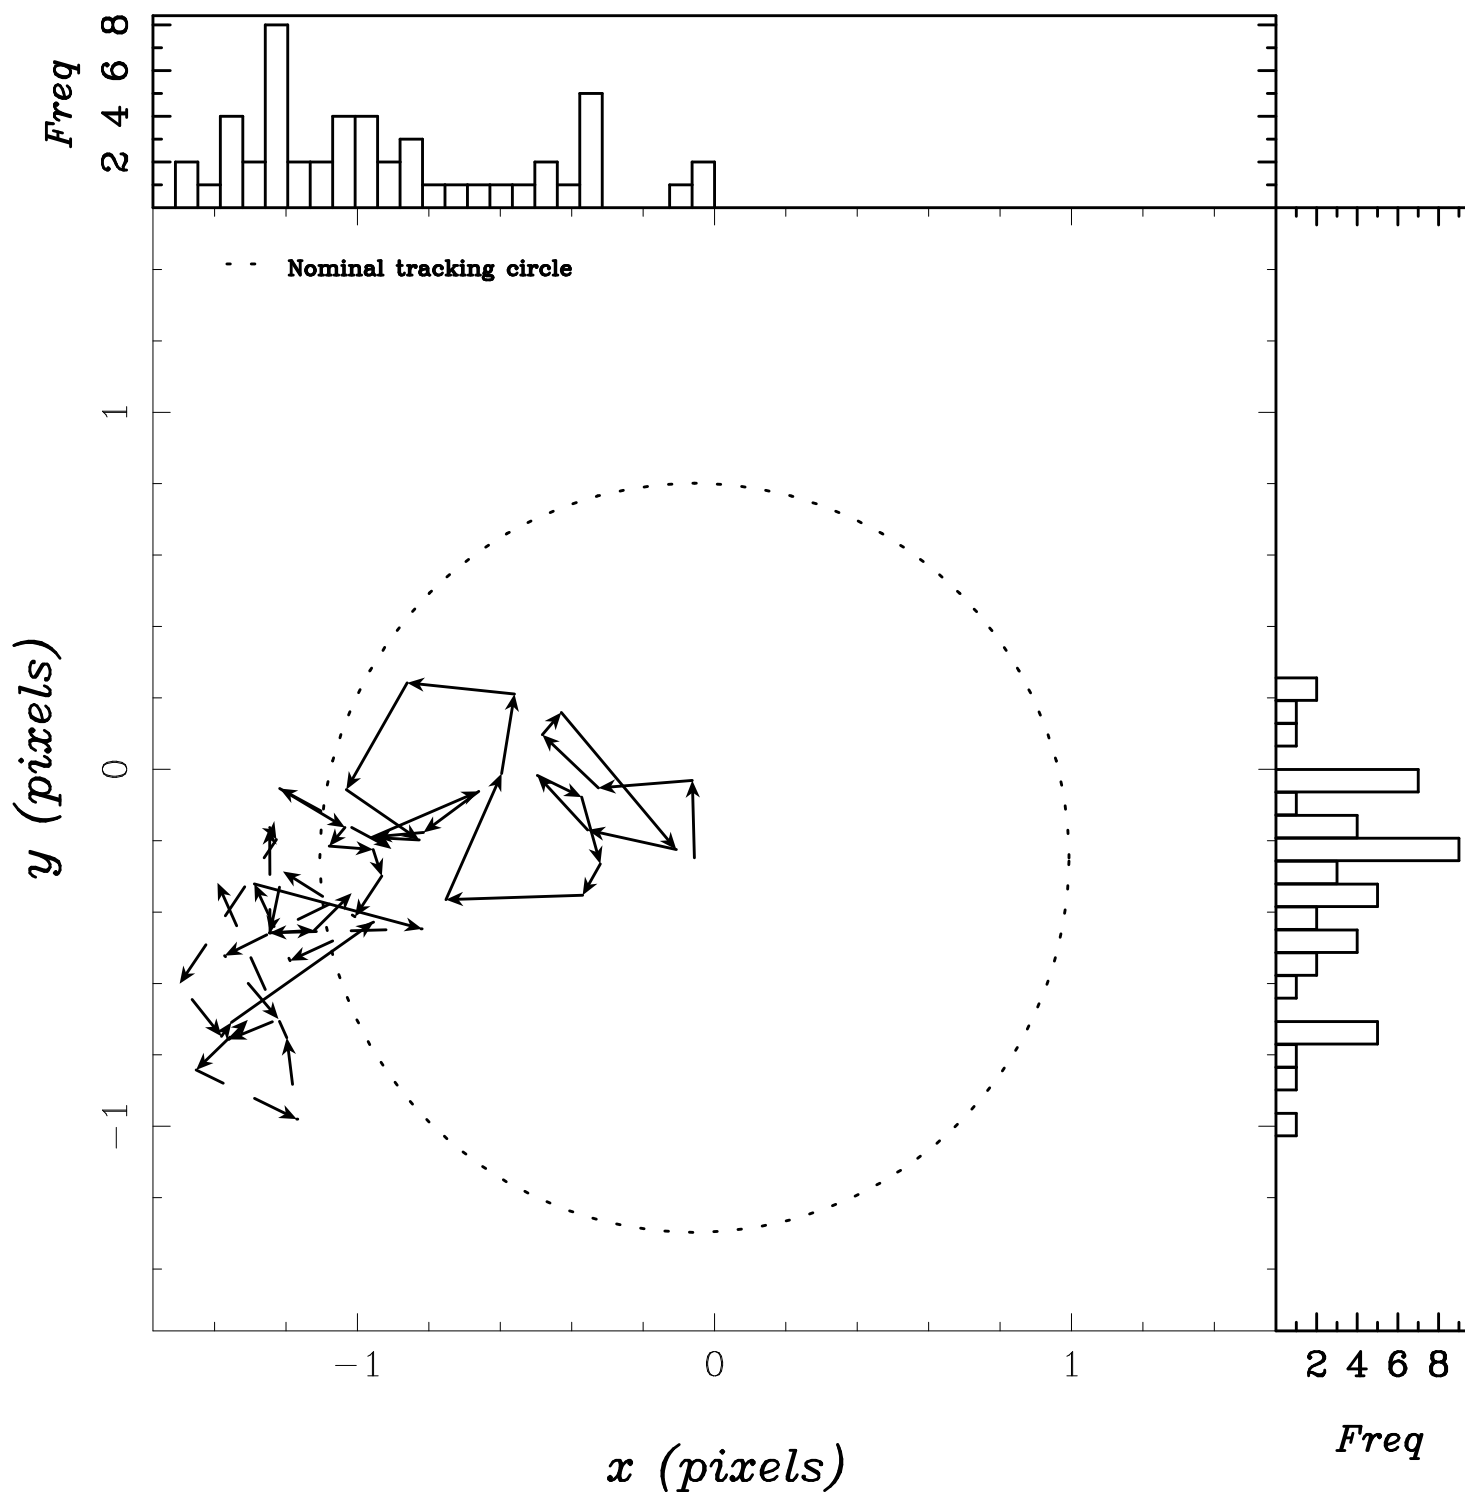 Freq
8
6
4
2
Nominal tracking circle
1
0
−1
y (pixels)
−1 0 1
2 4 6 8
x (pixels)
Freq